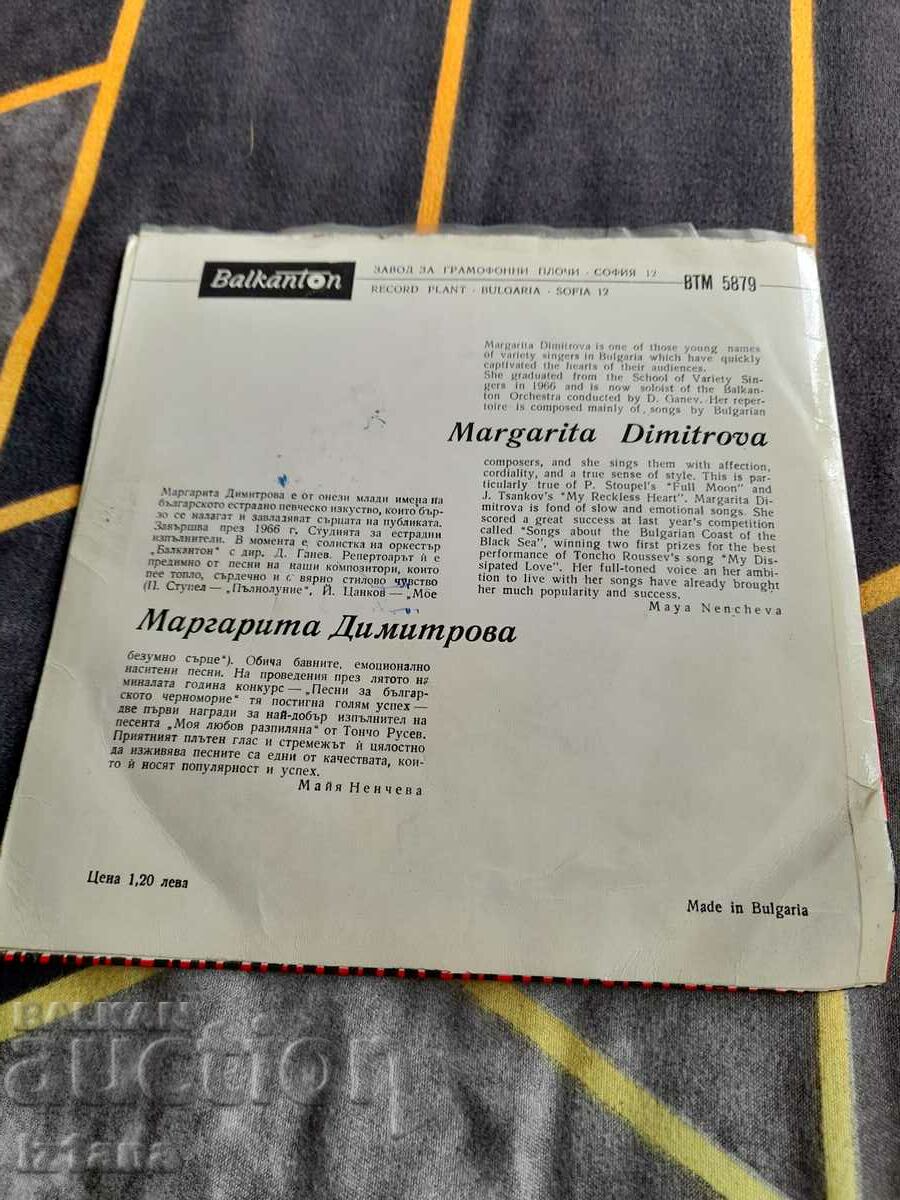 Balkanton
ЗАВОД ЗА ГРАМОФОННИ ПЛОЧИ · СОФИЯ 12
RECORD PLANT · BULGARIA · SOFIA 12
ВТМ 5879
Margarita Dimitrova is one of those young names
of variety singers in Bulgaria which have quickly
captivated the hearts of their audiences.
She graduated from the School of Variety Sin-
gers in 1966 and is now soloist of the Balkan-
ton Orchestra conducted by D. Ganev. Her reper-
toire is composed mainly of songs by Bulgarian
Margarita Dimitrova
composers, and she sings them with affection,
cordiality, and a true sense of style. This is par-
ticularly true of P. Stoupel's "Full Moon" and
J. Tsankov's "My Reckless Heart". Margarita Di-
mitrova is fond of slow and emotional songs. She
scored a great success at last year's competition
called "Songs about the Bulgarian Coast of the
Black Sea", winning two first prizes for the best
performance of Toncho Roussev's song "My Dis-
sipated Love". Her full-toned voice an her ambi-
tion to live with her songs have already brought
her much popularity and success.
Maya Nencheva
Маргарита Димитрова е от онези млади имена на
българското естрадно певческо изкуство, които бър-
зо се налагат и завладяват сърцата на публиката.
Завършва през 1966 г. Студията за естрадни
изпълнители. В момента е солистка на оркестър
„Балкантон" с дир. Д. Ганев. Репертоарът ѝ е
предимно от песни на наши композитори, които
пее топло, сърдечно и с вярно стилово чувство
(П. Ступел — „Пълнолуние", Й. Цанков — „Мое
Маргарита Димитрова
безумно сърце"). Обича бавните, емоционално
наситени песни. На проведения през лятото на
миналата година конкурс — „Песни за българ-
ското черноморие" тя постигна голям успех —
две първи награди за най-добър изпълнител на
песента „Моя любов разпиляна" от Тончо Русев.
Приятният плътен глас и стремежът ѝ цялостно
да изживява песните са едни от качествата, кои-
то ѝ носят популярност и успех.
Майя Ненчева
Цена 1,20 лева
Made in Bulgaria
BALKAN
auction
iz1ana